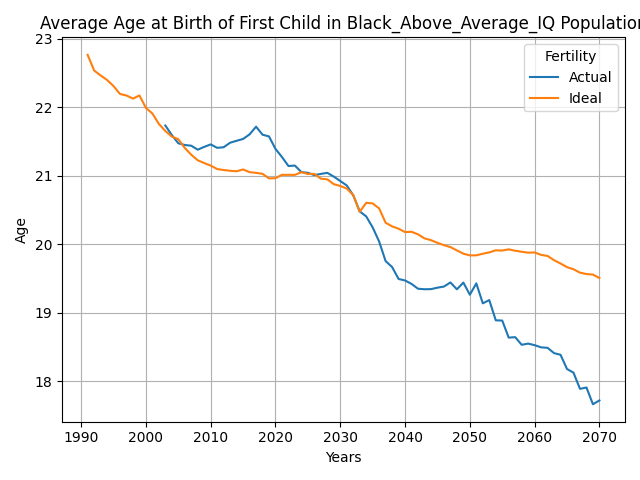 Average Age at Birth of First Child in Black_Above_Average_IQ Population
23
22
21
20
19
18
Age
Fertility
Actual
Ideal
1990 2000 2010 2020 2030 2040 2050 2060 2070
Years